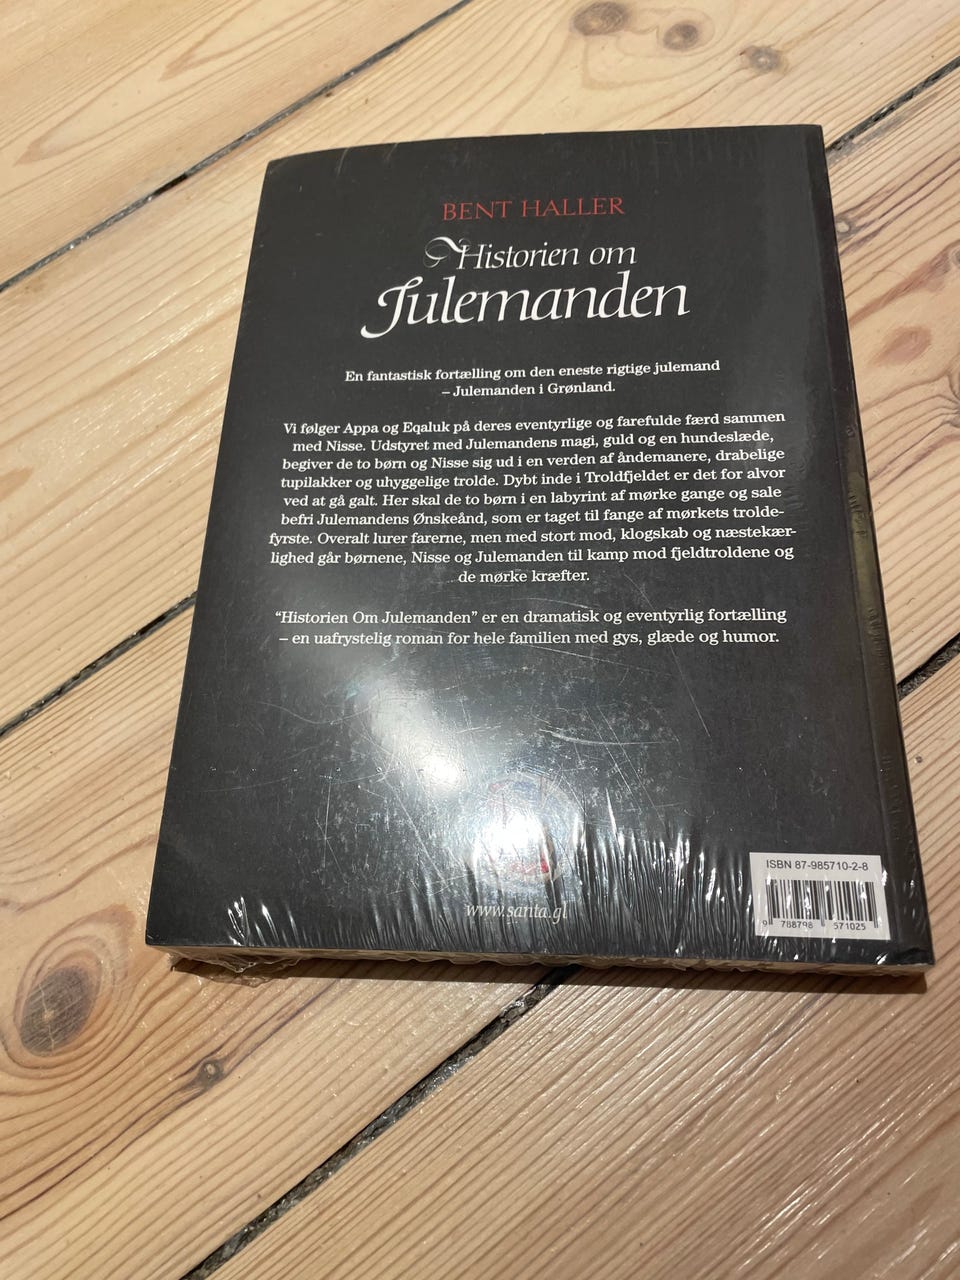 BENT HALLER
Historien om
Julemanden
En fantastisk fortælling om den eneste rigtige julemand
– Julemanden i Grønland.
Vi følger Appa og Eqaluk på deres eventyrlige og farefulde færd sammen
med Nisse. Udstyret med Julemandens magi, guld og en hundeslæde,
begiver de to børn og Nisse sig ud i en verden af åndemanere, drabelige
tupilakker og uhyggelige trolde. Dybt inde i Troldfjeldet er det for alvor
ved at gå galt. Her skal de to børn i en labyrint af mørke gange og sale
befri Julemandens Ønskeånd, som er taget til fange af mørkets trolde-
fyrste. Overalt lurer farerne, men med stort mod, klogskab og næstekær-
lighed går børnene, Nisse og Julemanden til kamp mod fjeldtroldene og
de mørke kræfter.
“Historien Om Julemanden” er en dramatisk og eventyrlig fortælling
– en uafrystelig roman for hele familien med gys, glæde og humor.
www.santa.gl
ISBN 87-985710-2-8
9 788798 571025